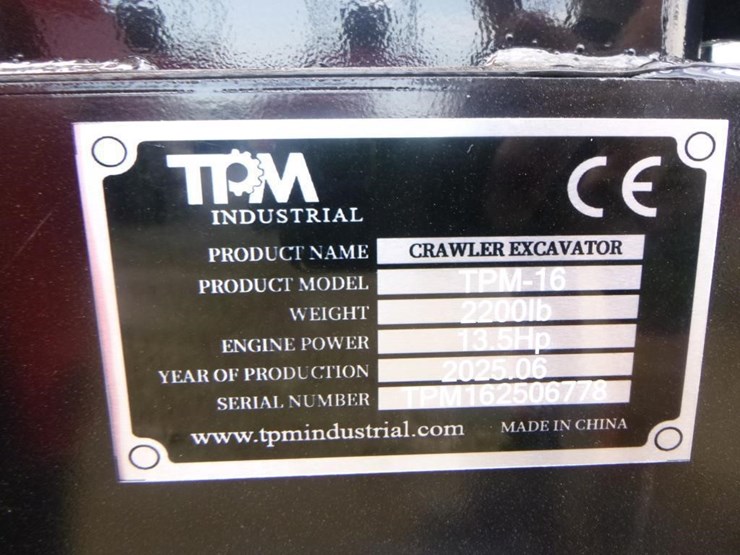 TPM
CE
INDUSTRIAL
PRODUCT NAME CRAWLER EXCAVATOR
PRODUCT MODEL TPM-16
WEIGHT 2200lb
ENGINE POWER 13.5Hp
YEAR OF PRODUCTION 2025.06
SERIAL NUMBER TPM162506778
www.tpmindustrial.com MADE IN CHINA